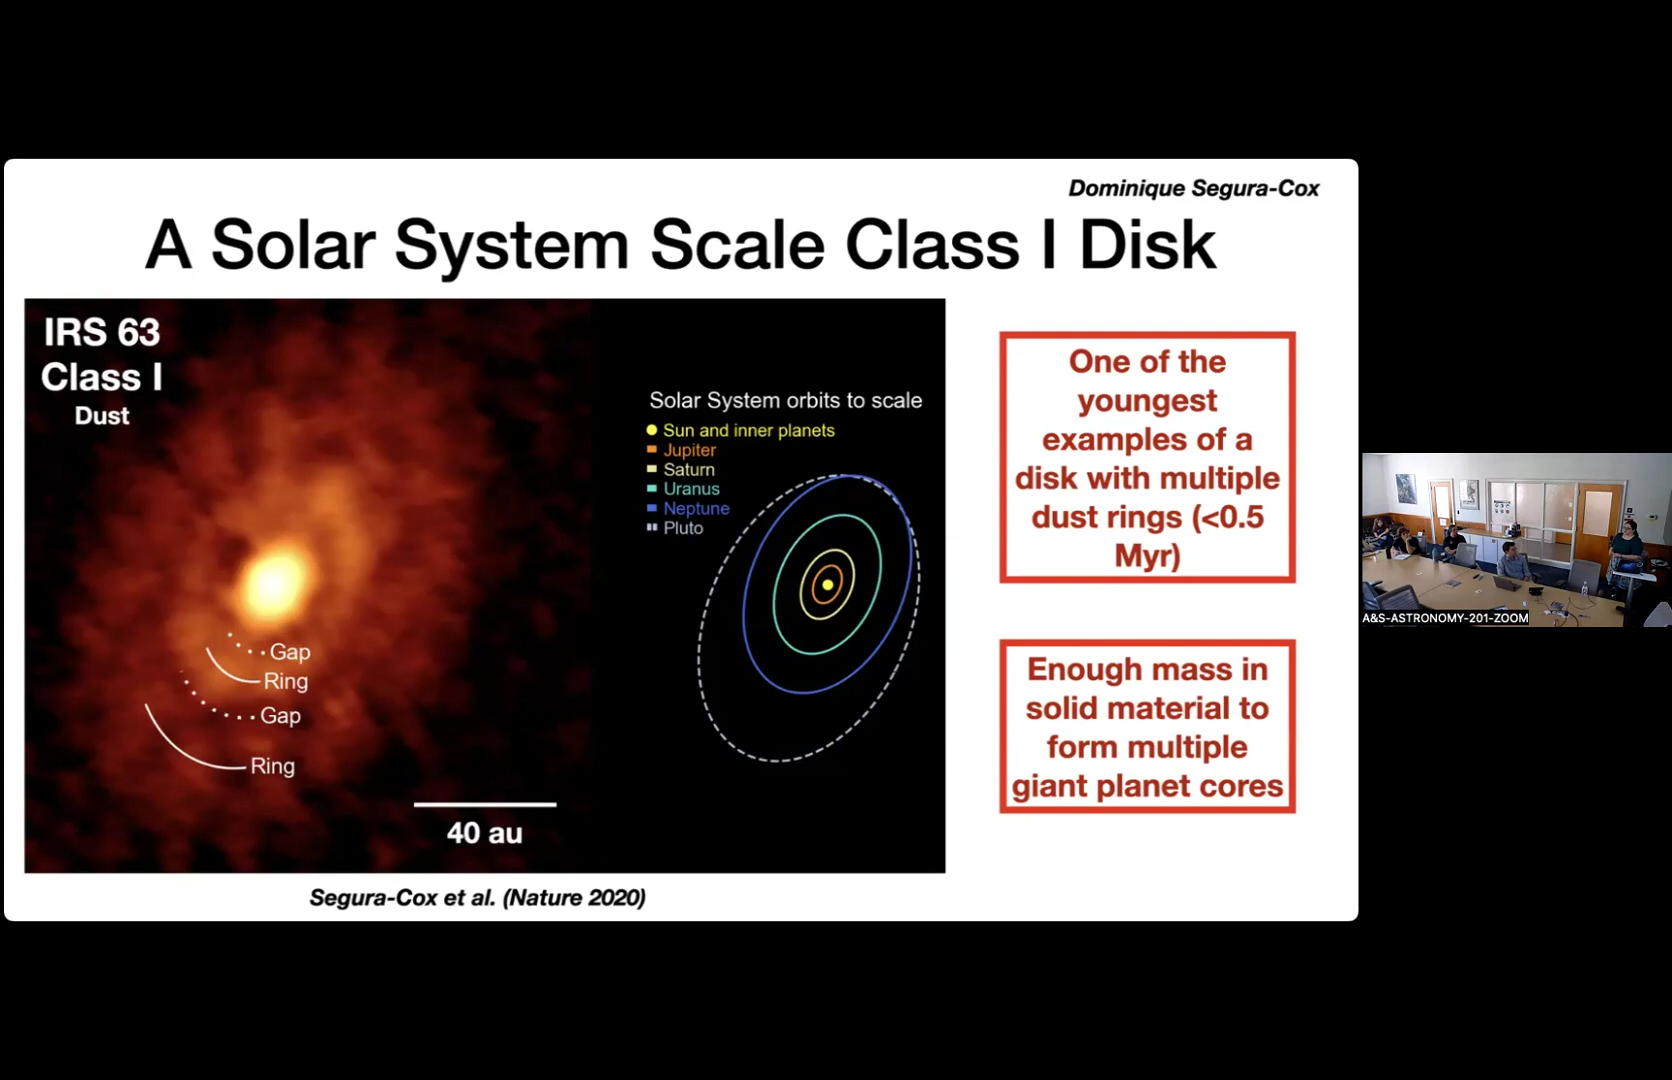 Dominique Segura-Cox
A Solar System Scale Class I Disk
IRS 63
Class I
Dust
Gap
Ring
Gap
Ring
40 au
Solar System orbits to scale
Sun and inner planets
Jupiter
Saturn
Uranus
Neptune
Pluto
One of the
youngest
examples of a
disk with multiple
dust rings (<0.5
Myr)
Enough mass in
solid material to
form multiple
giant planet cores
Segura-Cox et al. (Nature 2020)
A&S-ASTRONOMY-201-ZOOM